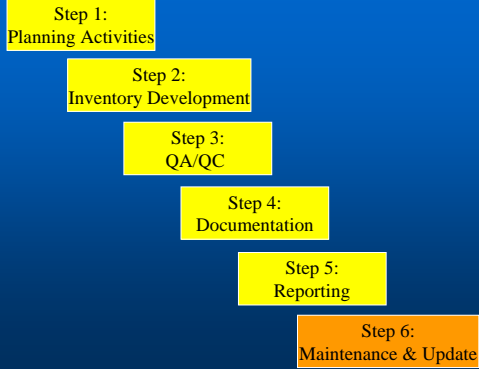 Step 1:
Planning Activities
Step 2:
Inventory Development
Step 3:
QA/QC
Step 4:
Documentation
Step 5:
Reporting
Step 6:
Maintenance & Update